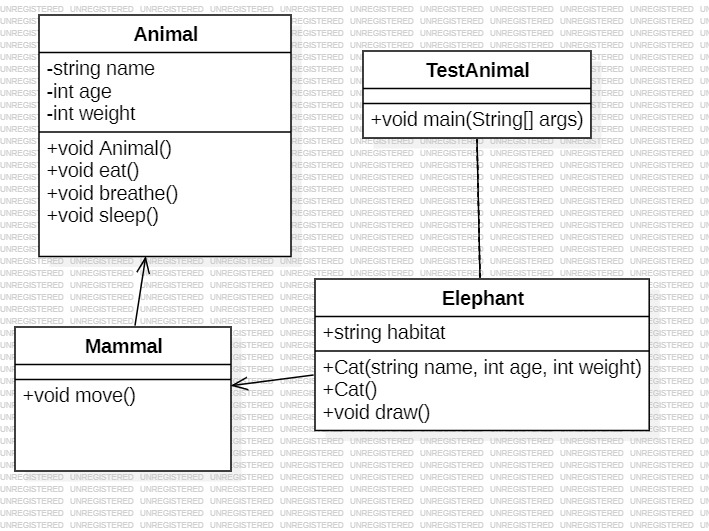 Animal
-string name
-int age
-int weight
+void Animal()
+void eat()
+void breathe()
+void sleep()
TestAnimal
+void main(String[] args)
Mammal
+void move()
Elephant
+string habitat
+Cat(string name, int age, int weight)
+Cat()
+void draw()
UNREGISTERED